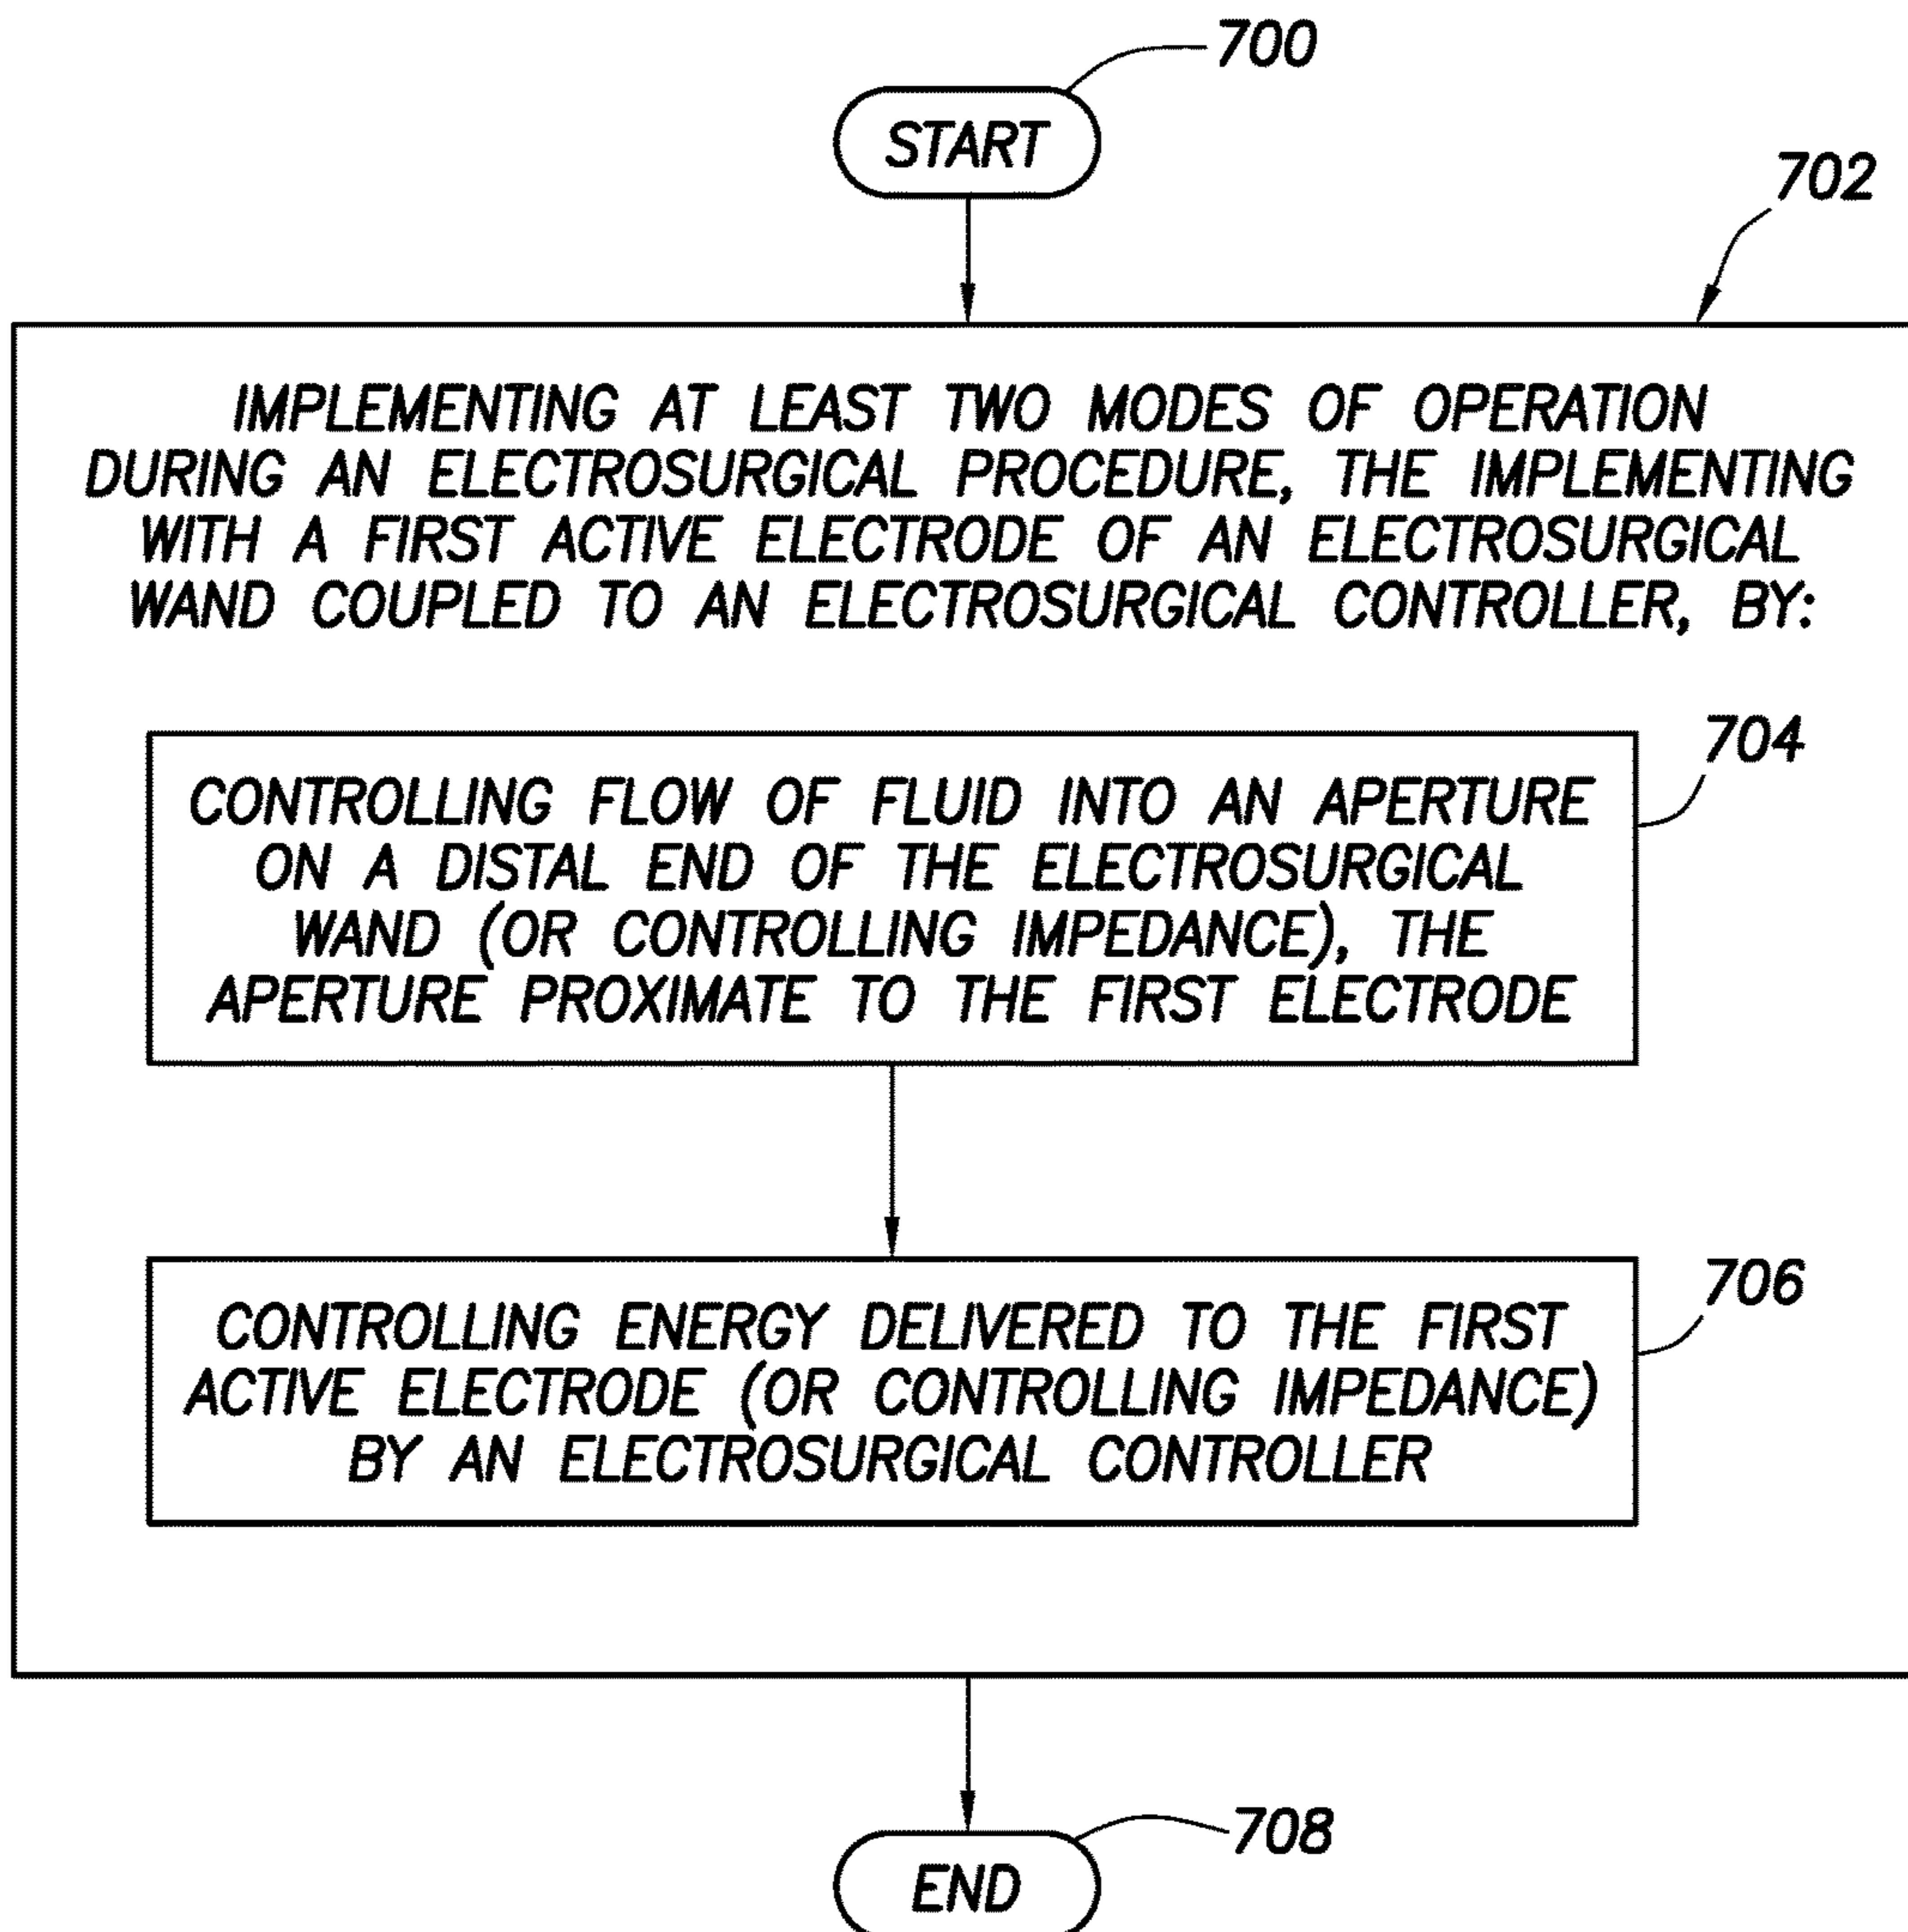 700
START
702
IMPLEMENTING AT LEAST TWO MODES OF OPERATION
DURING AN ELECTROSURGICAL PROCEDURE, THE IMPLEMENTING
WITH A FIRST ACTIVE ELECTRODE OF AN ELECTROSURGICAL
WAND COUPLED TO AN ELECTROSURGICAL CONTROLLER, BY:
704
CONTROLLING FLOW OF FLUID INTO AN APERTURE
ON A DISTAL END OF THE ELECTROSURGICAL
WAND (OR CONTROLLING IMPEDANCE), THE
APERTURE PROXIMATE TO THE FIRST ELECTRODE
706
CONTROLLING ENERGY DELIVERED TO THE FIRST
ACTIVE ELECTRODE (OR CONTROLLING IMPEDANCE)
BY AN ELECTROSURGICAL CONTROLLER
708
END